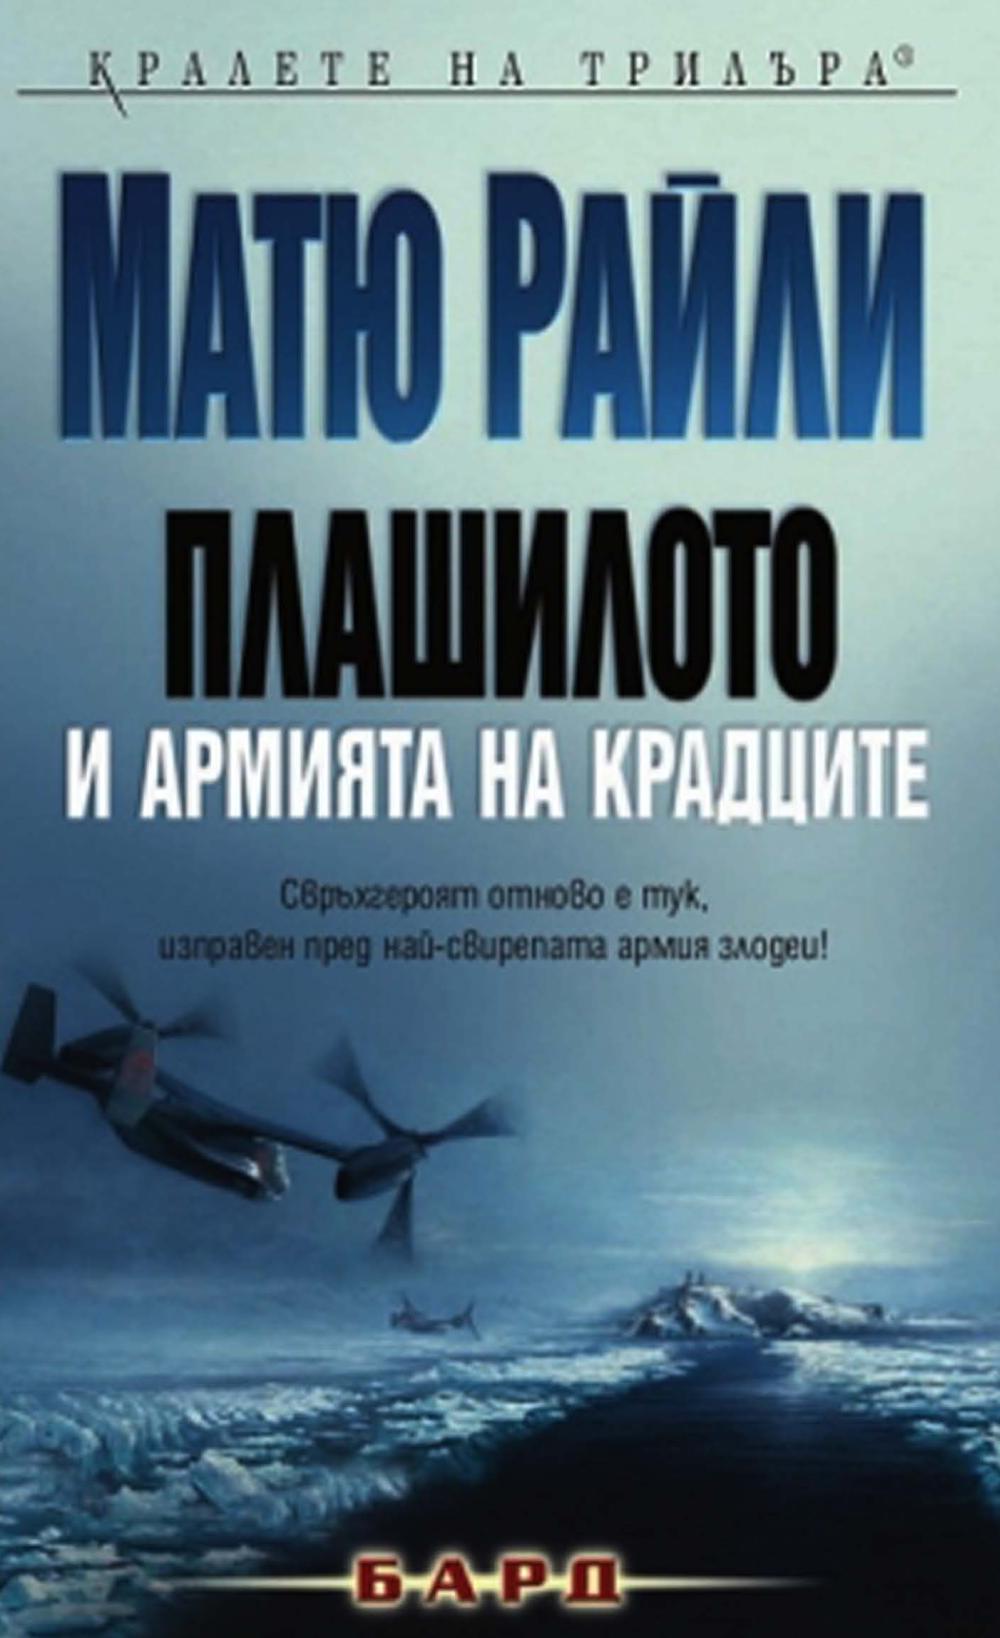 КРАЛЕТЕ НА ТРИЛЪРА®
МАТЮ РАЙЛИ
ПЛАШИЛОТО
И АРМИЯТА НА КРАДЦИТЕ
Свръхгероят отново е тук,
изправен пред най-свирепата армия злодеи!
БАРД